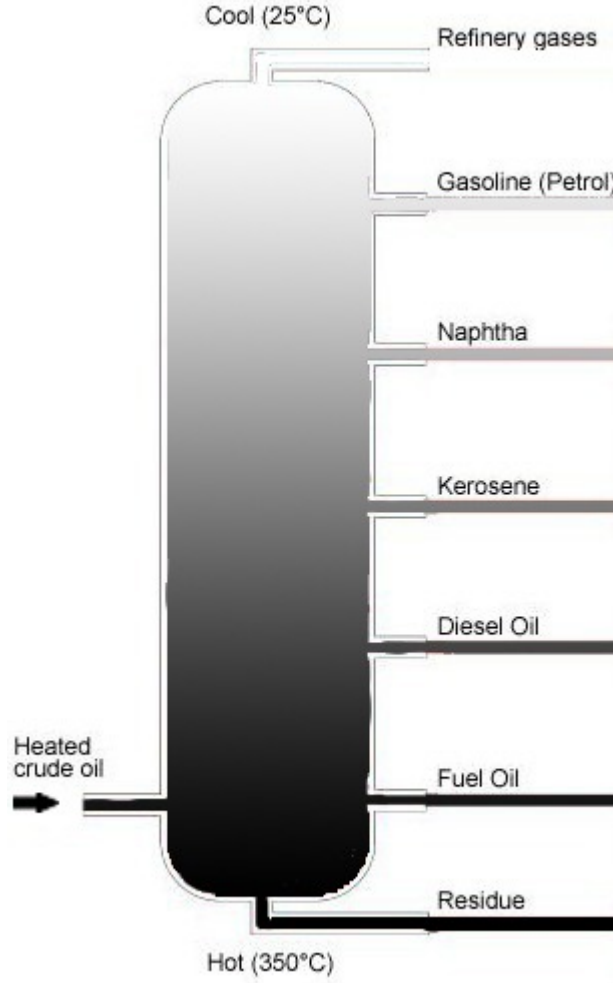 Cool (25°C)
Refinery gases
Gasoline (Petrol)
Naphtha
Kerosene
Diesel Oil
Heated
crude oil
Fuel Oil
Residue
Hot (350°C)